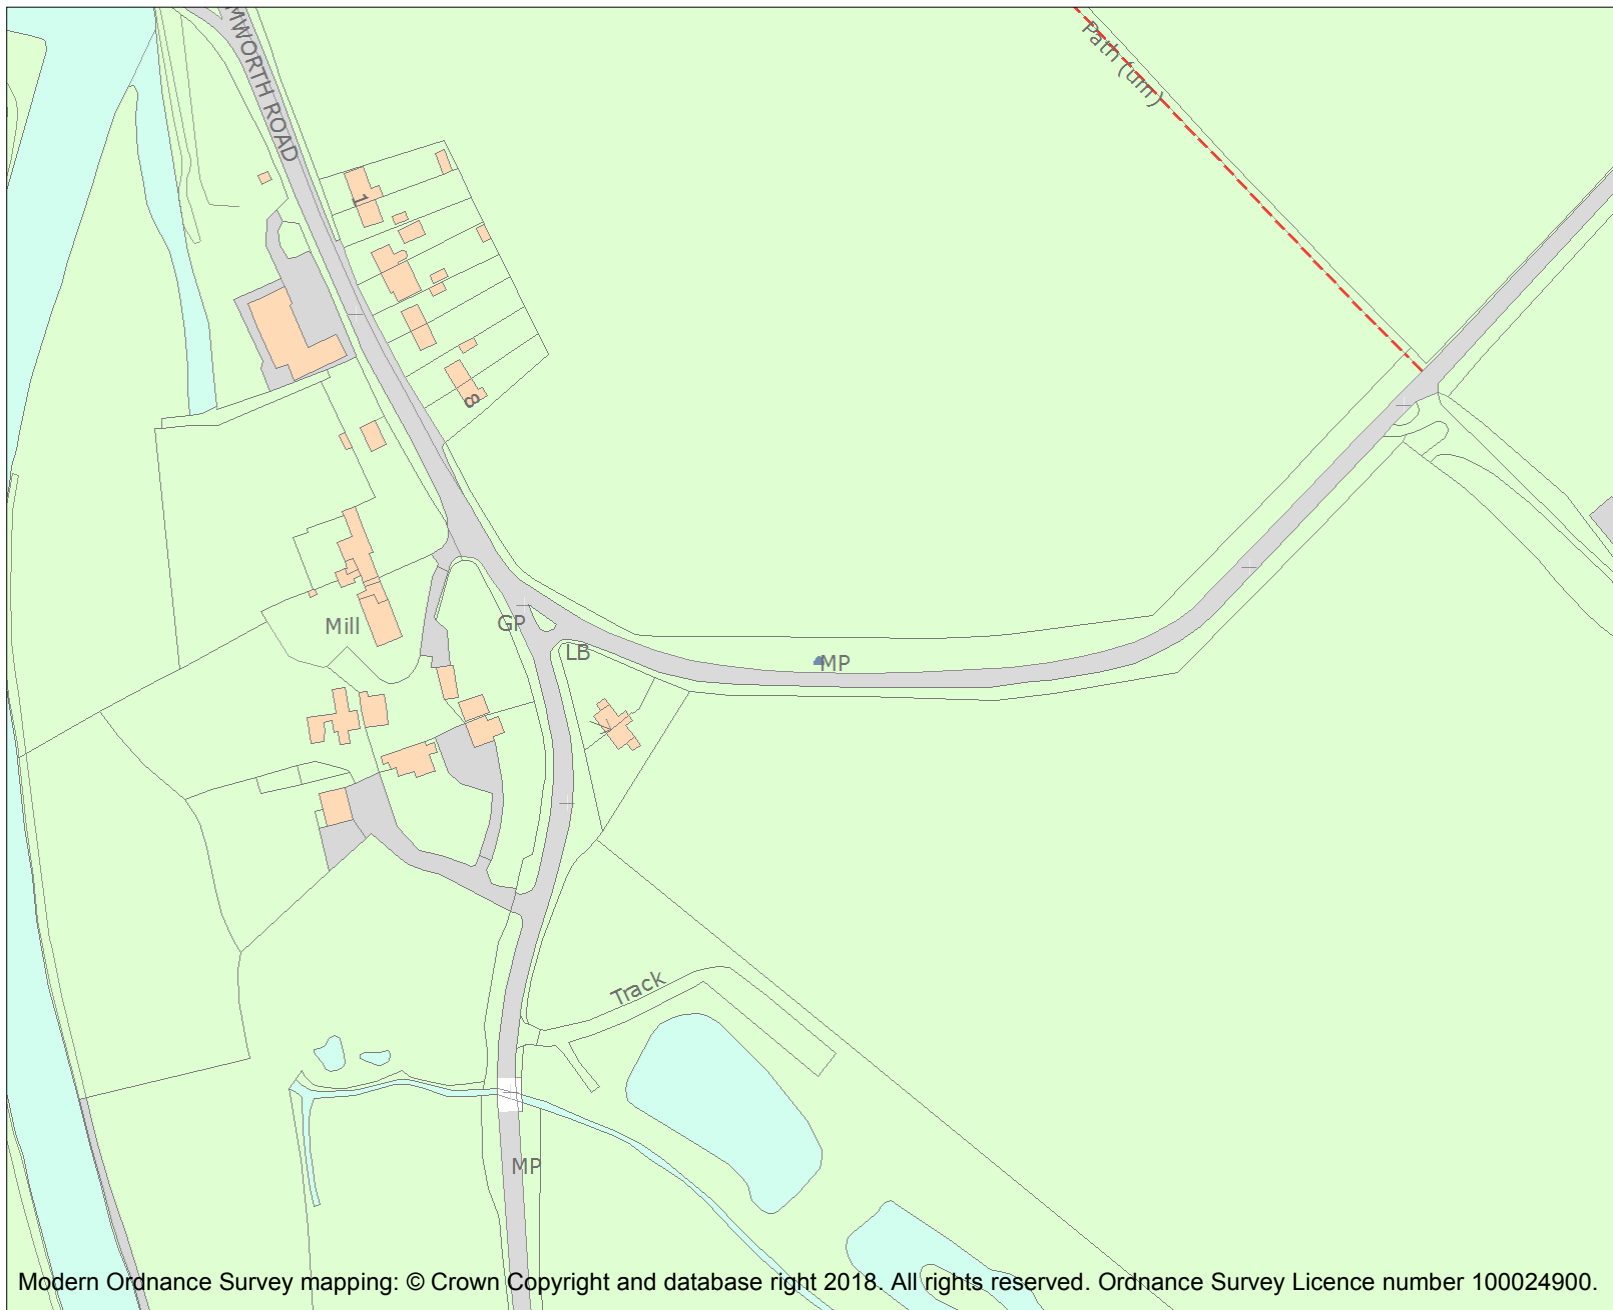 MWORTH ROAD
Path (um)
1
8
Mill
GP
LB
MP
Track
MP
Modern Ordnance Survey mapping: © Crown Copyright and database right 2018. All rights reserved. Ordnance Survey Licence number 100024900.